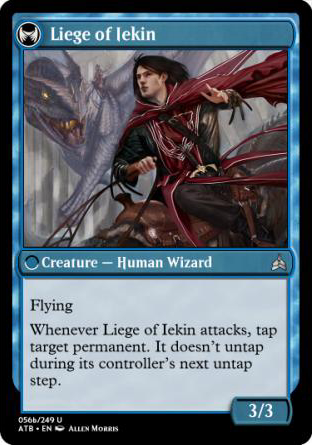 Liege of Iekin
Creature — Human Wizard
Flying
Whenever Liege of Iekin attacks, tap
target permanent. It doesn't untap
during its controller's next untap
step.
3/3
056b/249 U
ATB • EN Allen Morris